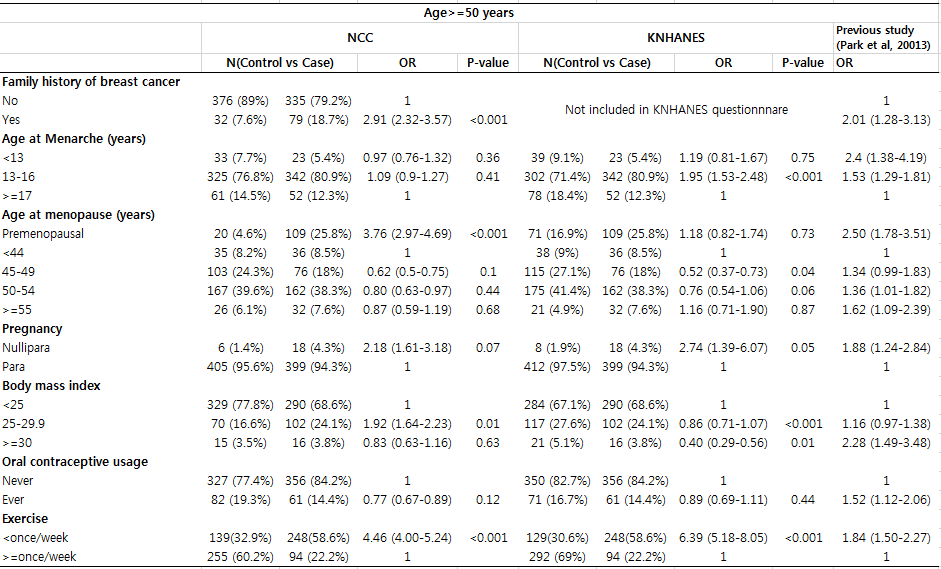 Age>=50 years
NCC KNHANES Previous study (Park et al, 20013)
N(Control vs Case) OR P-value N(Control vs Case) OR P-value OR
Family history of breast cancer
No 376 (89%) 335 (79.2%) 1 Not included in KNHANES questionnnare 1
Yes 32 (7.6%) 79 (18.7%) 2.91 (2.32-3.57) <0.001 2.01 (1.28-3.13)
Age at Menarche (years)
<13 33 (7.7%) 23 (5.4%) 0.97 (0.76-1.32) 0.36 39 (9.1%) 23 (5.4%) 1.19 (0.81-1.67) 0.75 2.4 (1.38-4.19)
13-16 325 (76.8%) 342 (80.9%) 1.09 (0.9-1.27) 0.41 302 (71.4%) 342 (80.9%) 1.95 (1.53-2.48) <0.001 1.53 (1.29-1.81)
>=17 61 (14.5%) 52 (12.3%) 1 78 (18.4%) 52 (12.3%) 1 1
Age at menopause (years)
Premenopausal 20 (4.6%) 109 (25.8%) 3.76 (2.97-4.69) <0.001 71 (16.9%) 109 (25.8%) 1.18 (0.82-1.74) 0.73 2.50 (1.78-3.51)
<44 35 (8.2%) 36 (8.5%) 1 38 (9%) 36 (8.5%) 1 1
45-49 103 (24.3%) 76 (18%) 0.62 (0.5-0.75) 0.1 115 (27.1%) 76 (18%) 0.52 (0.37-0.73) 0.04 1.34 (0.99-1.83)
50-54 167 (39.6%) 162 (38.3%) 0.80 (0.63-0.97) 0.44 175 (41.4%) 162 (38.3%) 0.76 (0.54-1.06) 0.06 1.36 (1.01-1.82)
>=55 26 (6.1%) 32 (7.6%) 0.87 (0.59-1.19) 0.68 21 (4.9%) 32 (7.6%) 1.16 (0.71-1.90) 0.87 1.62 (1.09-2.39)
Pregnancy
Nullipara 6 (1.4%) 18 (4.3%) 2.18 (1.61-3.18) 0.07 8 (1.9%) 18 (4.3%) 2.74 (1.39-6.07) 0.05 1.88 (1.24-2.84)
Para 405 (95.6%) 399 (94.3%) 1 412 (97.5%) 399 (94.3%) 1 1
Body mass index
<25 329 (77.8%) 290 (68.6%) 1 284 (67.1%) 290 (68.6%) 1 1
25-29.9 70 (16.6%) 102 (24.1%) 1.92 (1.64-2.23) 0.01 117 (27.6%) 102 (24.1%) 0.86 (0.71-1.07) <0.001 1.16 (0.97-1.38)
>=30 15 (3.5%) 16 (3.8%) 0.83 (0.63-1.16) 0.63 21 (5.1%) 16 (3.8%) 0.40 (0.29-0.56) 0.01 2.28 (1.49-3.48)
Oral contraceptive usage
Never 327 (77.4%) 356 (84.2%) 1 350 (82.7%) 356 (84.2%) 1 1
Ever 82 (19.3%) 61 (14.4%) 0.77 (0.67-0.89) 0.12 71 (16.7%) 61 (14.4%) 0.89 (0.69-1.11) 0.44 1.52 (1.12-2.06)
Exercise
<once/week 139(32.9%) 248(58.6%) 4.46 (4.00-5.24) <0.001 129(30.6%) 248(58.6%) 6.39 (5.18-8.05) <0.001 1.84 (1.50-2.27)
>=once/week 255 (60.2%) 94 (22.2%) 1 292 (69%) 94 (22.2%) 1 1